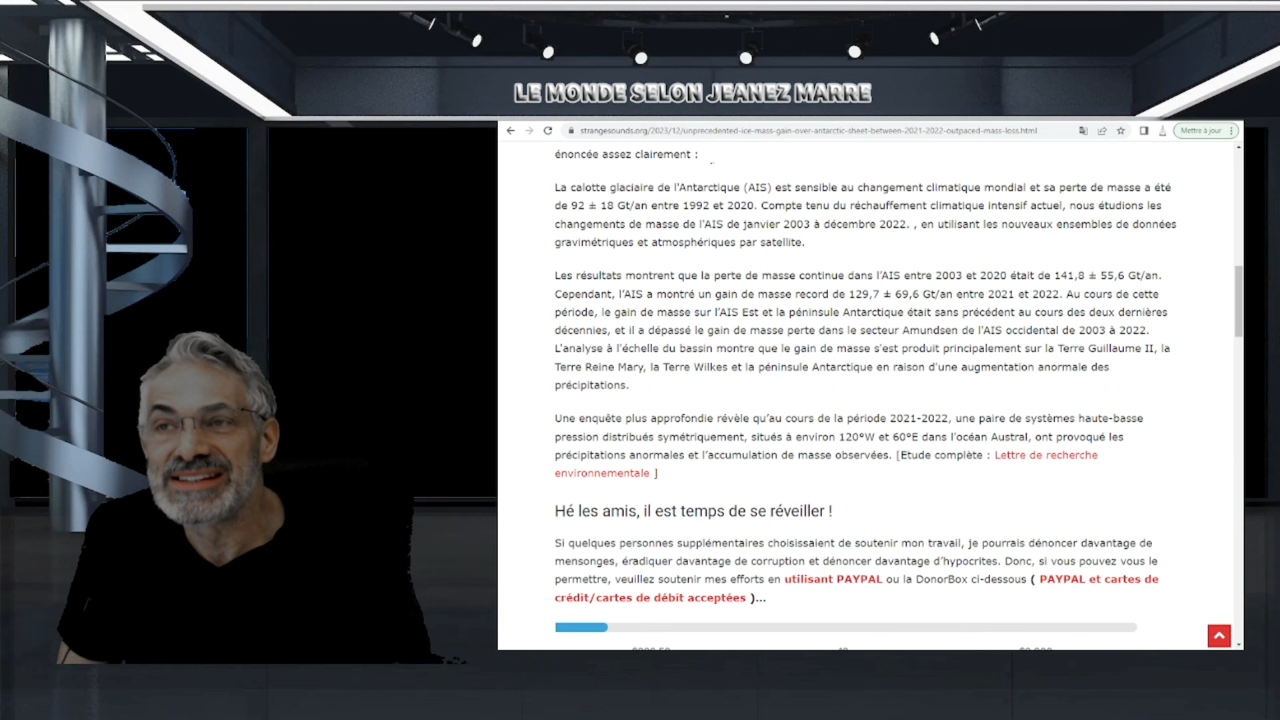 LE MONDE SELON JEANEZ MARRE
strangesounds.org/2023/12/unprecedented-ice-mass-gain-over-antarctic-sheet-between-2021-2022-outpaced-mass-loss.html
Mettre à jour
énoncée assez clairement :
La calotte glaciaire de l'Antarctique (AIS) est sensible au changement climatique mondial et sa perte de masse a été
de 92 ± 18 Gt/an entre 1992 et 2020. Compte tenu du réchauffement climatique intensif actuel, nous étudions les
changements de masse de l'AIS de janvier 2003 à décembre 2022. , en utilisant les nouveaux ensembles de données
gravimétriques et atmosphériques par satellite.
Les résultats montrent que la perte de masse continue dans l'AIS entre 2003 et 2020 était de 141,8 ± 55,6 Gt/an.
Cependant, l'AIS a montré un gain de masse record de 129,7 ± 69,6 Gt/an entre 2021 et 2022. Au cours de cette
période, le gain de masse sur l'AIS Est et la péninsule Antarctique était sans précédent au cours des deux dernières
décennies, et il a dépassé le gain de masse perte dans le secteur Amundsen de l'AIS occidental de 2003 à 2022.
L'analyse à l'échelle du bassin montre que le gain de masse s'est produit principalement sur la Terre Guillaume II, la
Terre Reine Mary, la Terre Wilkes et la péninsule Antarctique en raison d'une augmentation anormale des
précipitations.
Une enquête plus approfondie révèle qu'au cours de la période 2021-2022, une paire de systèmes haute-basse
pression distribués symétriquement, situés à environ 120°W et 60°E dans l'océan Austral, ont provoqué les
précipitations anormales et l'accumulation de masse observées. [Etude complète : Lettre de recherche
environnementale ]
Hé les amis, il est temps de se réveiller !
Si quelques personnes supplémentaires choisissaient de soutenir mon travail, je pourrais dénoncer davantage de
mensonges, éradiquer davantage de corruption et dénoncer davantage d'hypocrites. Donc, si vous pouvez vous le
permettre, veuillez soutenir mes efforts en utilisant PAYPAL ou la DonorBox ci-dessous ( PAYPAL et cartes de
crédit/cartes de débit acceptées )...